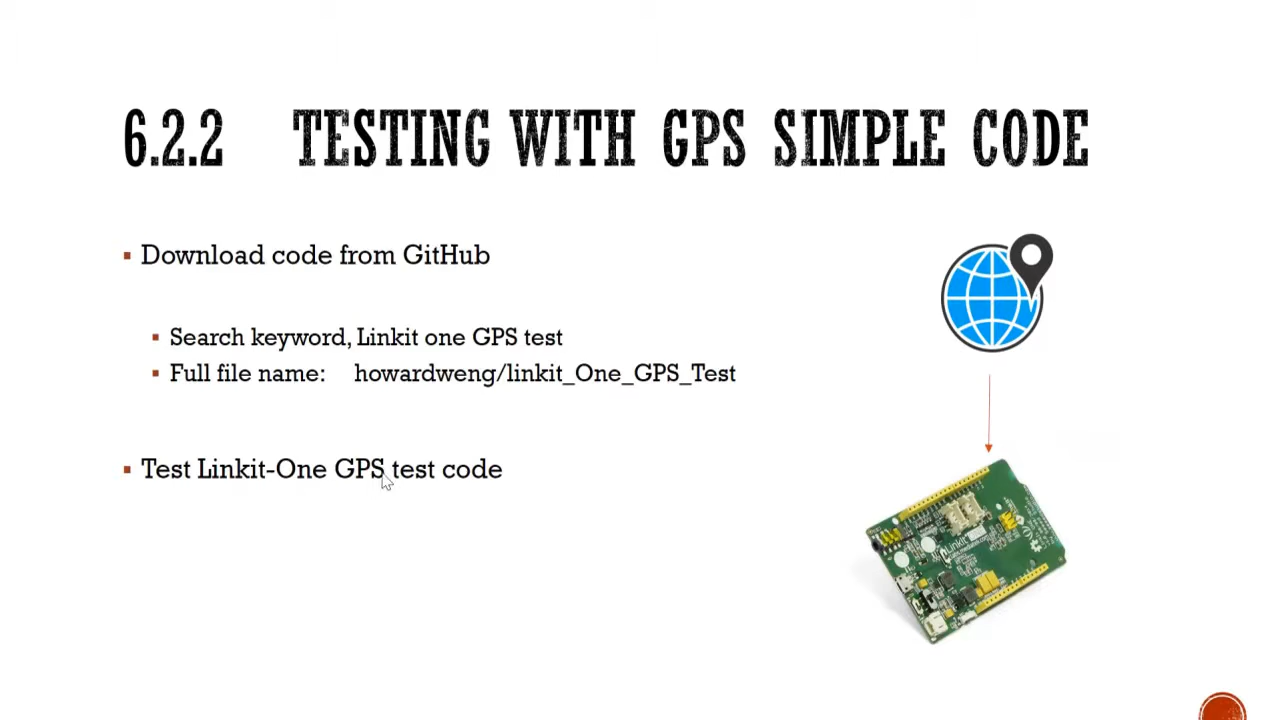 6.2.2 TESTING WITH GPS SIMPLE CODE
Download code from GitHub
Search keyword, Linkit one GPS test
Full file name: howardweng/linkit_One_GPS_Test
Test Linkit-One GPS test code
LinkIt